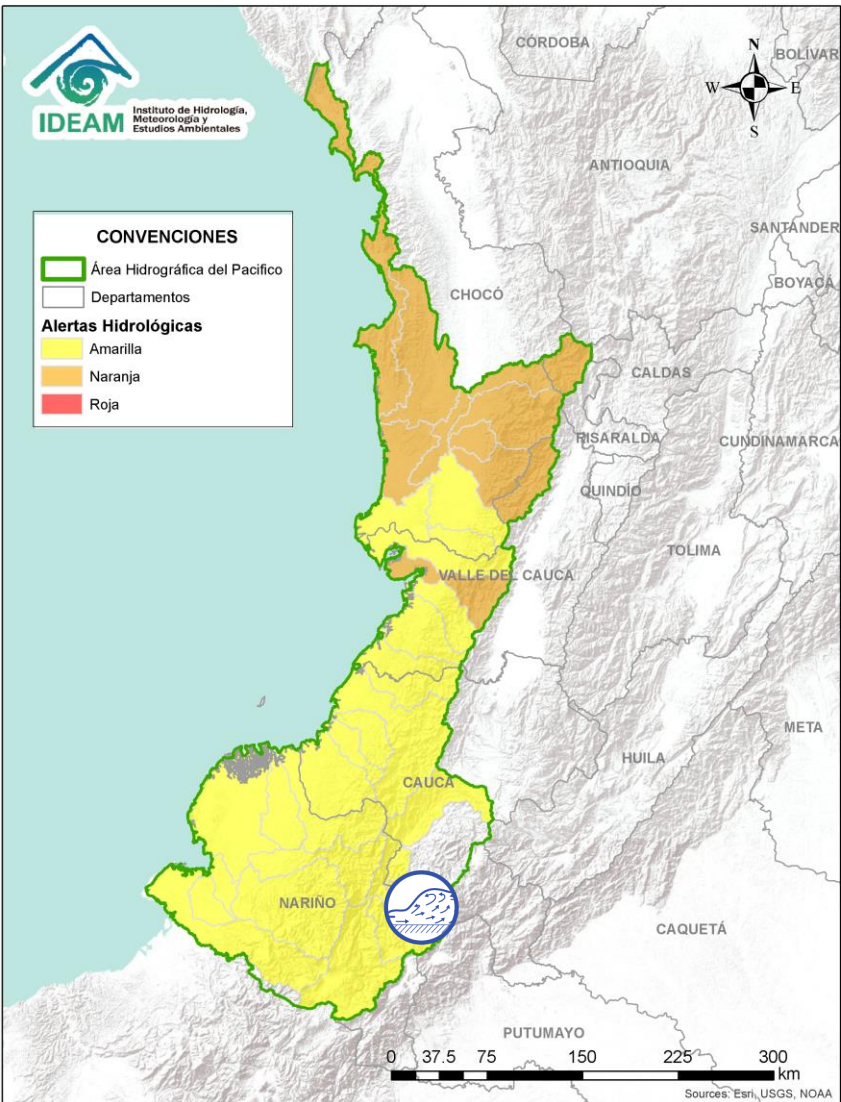 IDEAM
Instituto de Hidrología,
Meteorología y
Estudios Ambientales
CÓRDOBA
BOLIVAR
N
W
E
S
ANTIOQUIA
SANTANDER
BOYACÁ
CONVENCIONES
Área Hidrográfica del Pacifico
Departamentos
Alertas Hidrológicas
Amarilla
Naranja
Roja
CHOCÓ
CALDAS
RISARALDA
CUNDINAMARCA
QUINDÍO
TOLIMA
VALLE DEL CAUCA
META
HUILA
CAUCA
NARIÑO
CAQUETÁ
PUTUMAYO
0 37.5 75 150 225 300
km
Sources: Esri, USGS, NOAA